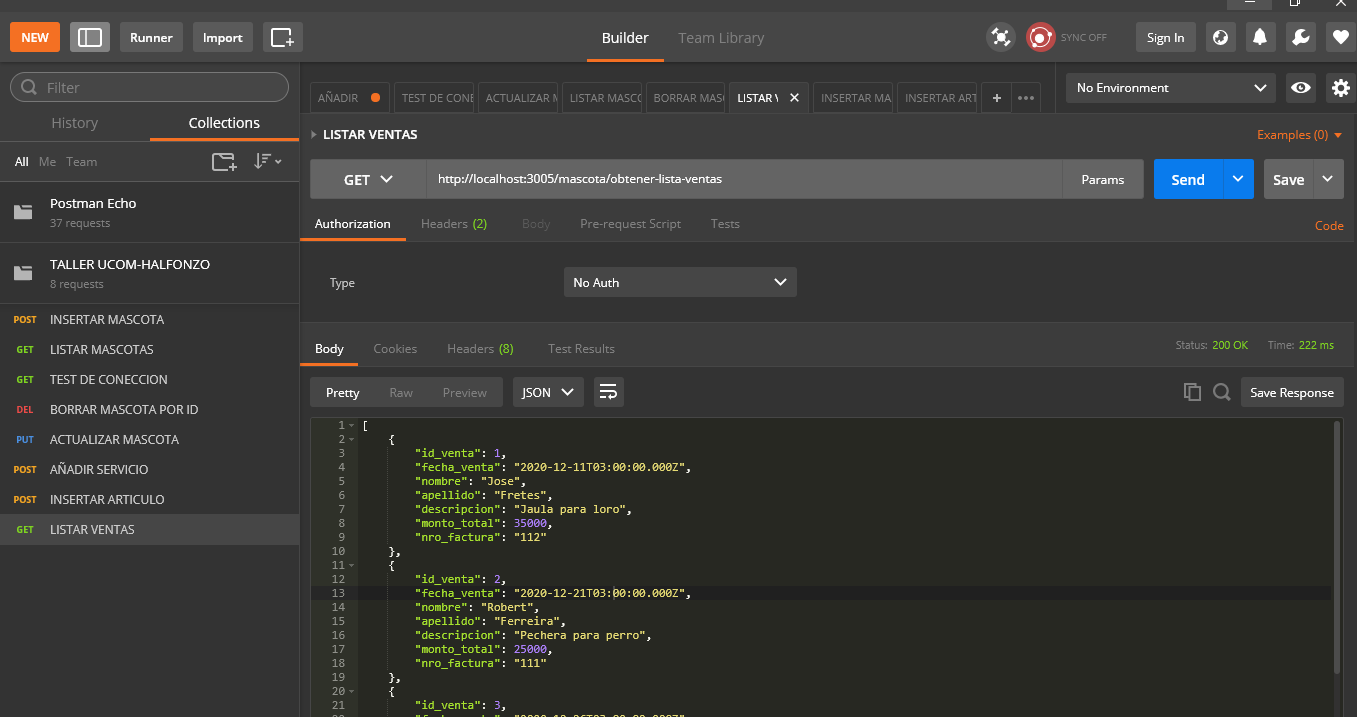 NEW Runner Import Builder Team Library SYNC OFF Sign In
Filter
History Collections
All Me Team
Postman Echo
37 requests
TALLER UCOM-HALFONZO
8 requests
POST INSERTAR MASCOTA
GET LISTAR MASCOTAS
GET TEST DE CONECCION
DEL BORRAR MASCOTA POR ID
PUT ACTUALIZAR MASCOTA
POST AÑADIR SERVICIO
POST INSERTAR ARTICULO
GET LISTAR VENTAS
AÑADIR TEST DE CONE ACTUALIZAR M LISTAR MASCO BORRAR MAS LISTAR V INSERTAR MA INSERTAR ART + No Environment
LISTAR VENTAS Examples (0)
GET http://localhost:3005/mascota/obtener-lista-ventas Params Send Save
Authorization Headers (2) Body Pre-request Script Tests Code
Type No Auth
Body Cookies Headers (8) Test Results Status: 200 OK Time: 222 ms
Pretty Raw Preview JSON Save Response
1 [
2 {
3 "id_venta": 1,
4 "fecha_venta": "2020-12-11T03:00:00.000Z",
5 "nombre": "Jose",
6 "apellido": "Fretes",
7 "descripcion": "Jaula para loro",
8 "monto_total": 35000,
9 "nro_factura": "112"
10 },
11 {
12 "id_venta": 2,
13 "fecha_venta": "2020-12-21T03:00:00.000Z",
14 "nombre": "Robert",
15 "apellido": "Ferreira",
16 "descripcion": "Pechera para perro",
17 "monto_total": 25000,
18 "nro_factura": "111"
19 },
20 {
21 "id_venta": 3,